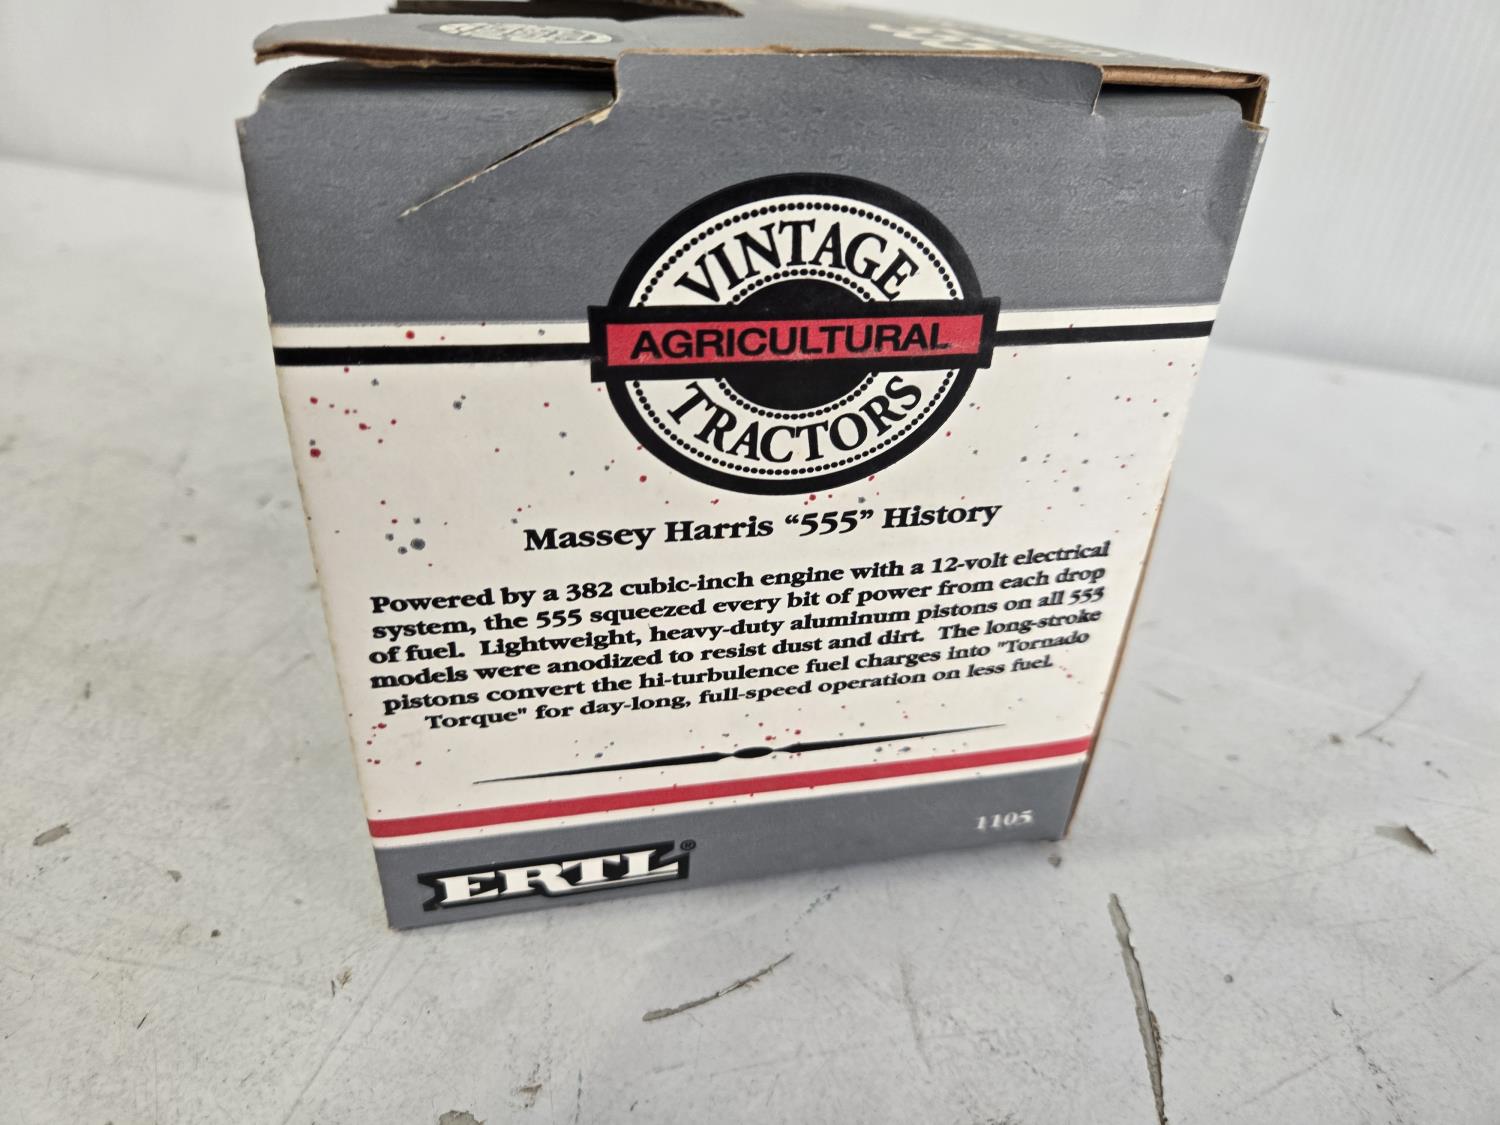 VINTAGE
AGRICULTURAL
TRACTORS
Massey Harris “555” History
Powered by a 382 cubic-inch engine with a 12-volt electrical
system, the 555 squeezed every bit of power from each drop
of fuel. Lightweight, heavy-duty aluminum pistons on all 555
models were anodized to resist dust and dirt. The long-stroke
pistons convert the hi-turbulence fuel charges into "Tornado
Torque" for day-long, full-speed operation on less fuel.
1105
ERTL®